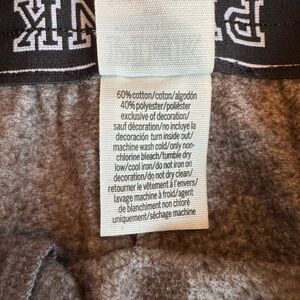 PINK
60% cotton/coton/algodón
40% polyester/poliéster
exclusive of decoration/
sauf décoration/no incluye la
decoración turn inside out/
machine wash cold/only non-
chlorine bleach/tumble dry
low/cool iron/do not iron on
decoration/do not dry clean/
retourner le vêtement à l'envers/
lavage machine à froid/agent
de blanchiment non chloré
uniquement/séchage machine